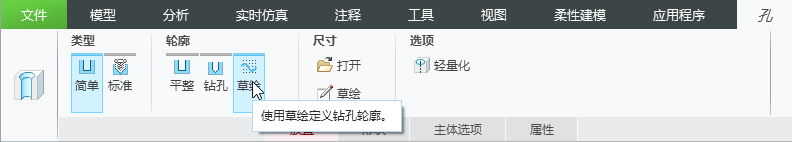 文件 模型 分析 实时仿真 注释 工具 视图 柔性建模 应用程序 孔
类型 轮廓 尺寸 选项
简单 标准 平整 钻孔 草绘 打开 轻量化
草绘
使用草绘定义钻孔轮廓。
主体选项 属性